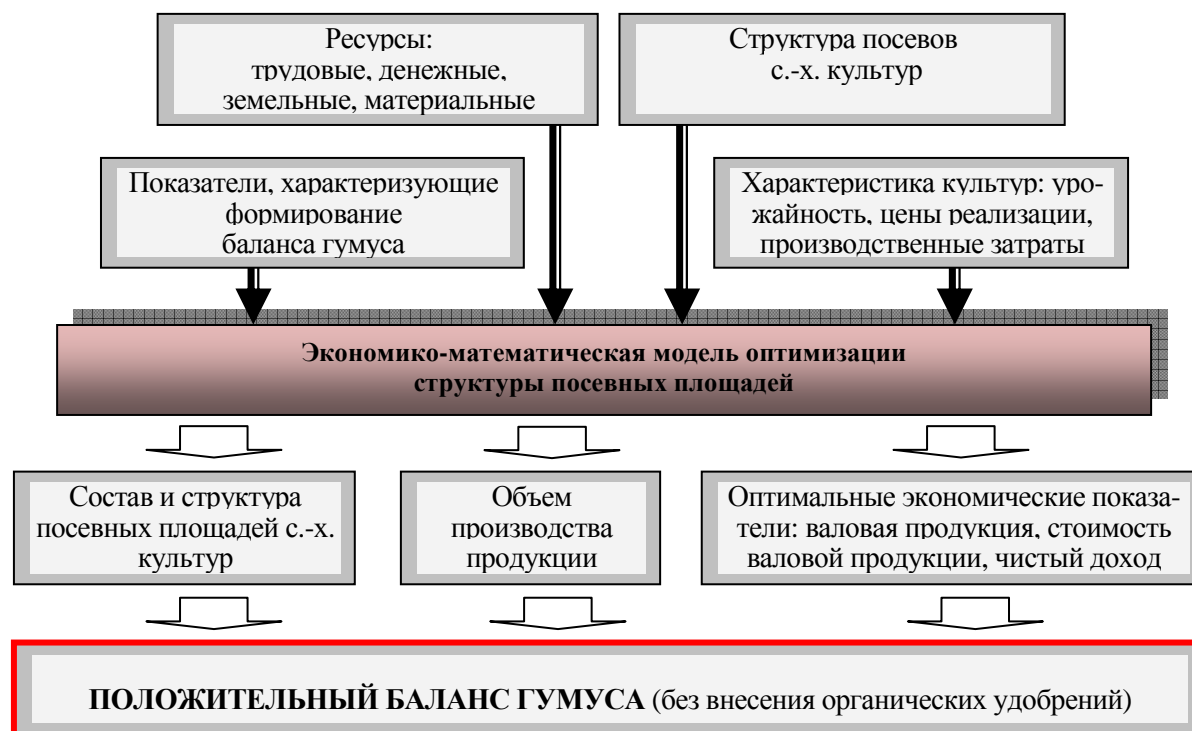 Ресурсы:
трудовые, денежные,
земельные, материальные
Структура посевов
с.-х. культур
Показатели, характеризующие
формирование
баланса гумуса
Характеристика культур: уро-
жайность, цены реализации,
производственные затраты
Экономико-математическая модель оптимизации
структуры посевных площадей
Состав и структура
посевных площадей с.-х.
культур
Объем
производства
продукции
Оптимальные экономические показа-
тели: валовая продукция, стоимость
валовой продукции, чистый доход
ПОЛОЖИТЕЛЬНЫЙ БАЛАНС ГУМУСА (без внесения органических удобрений)